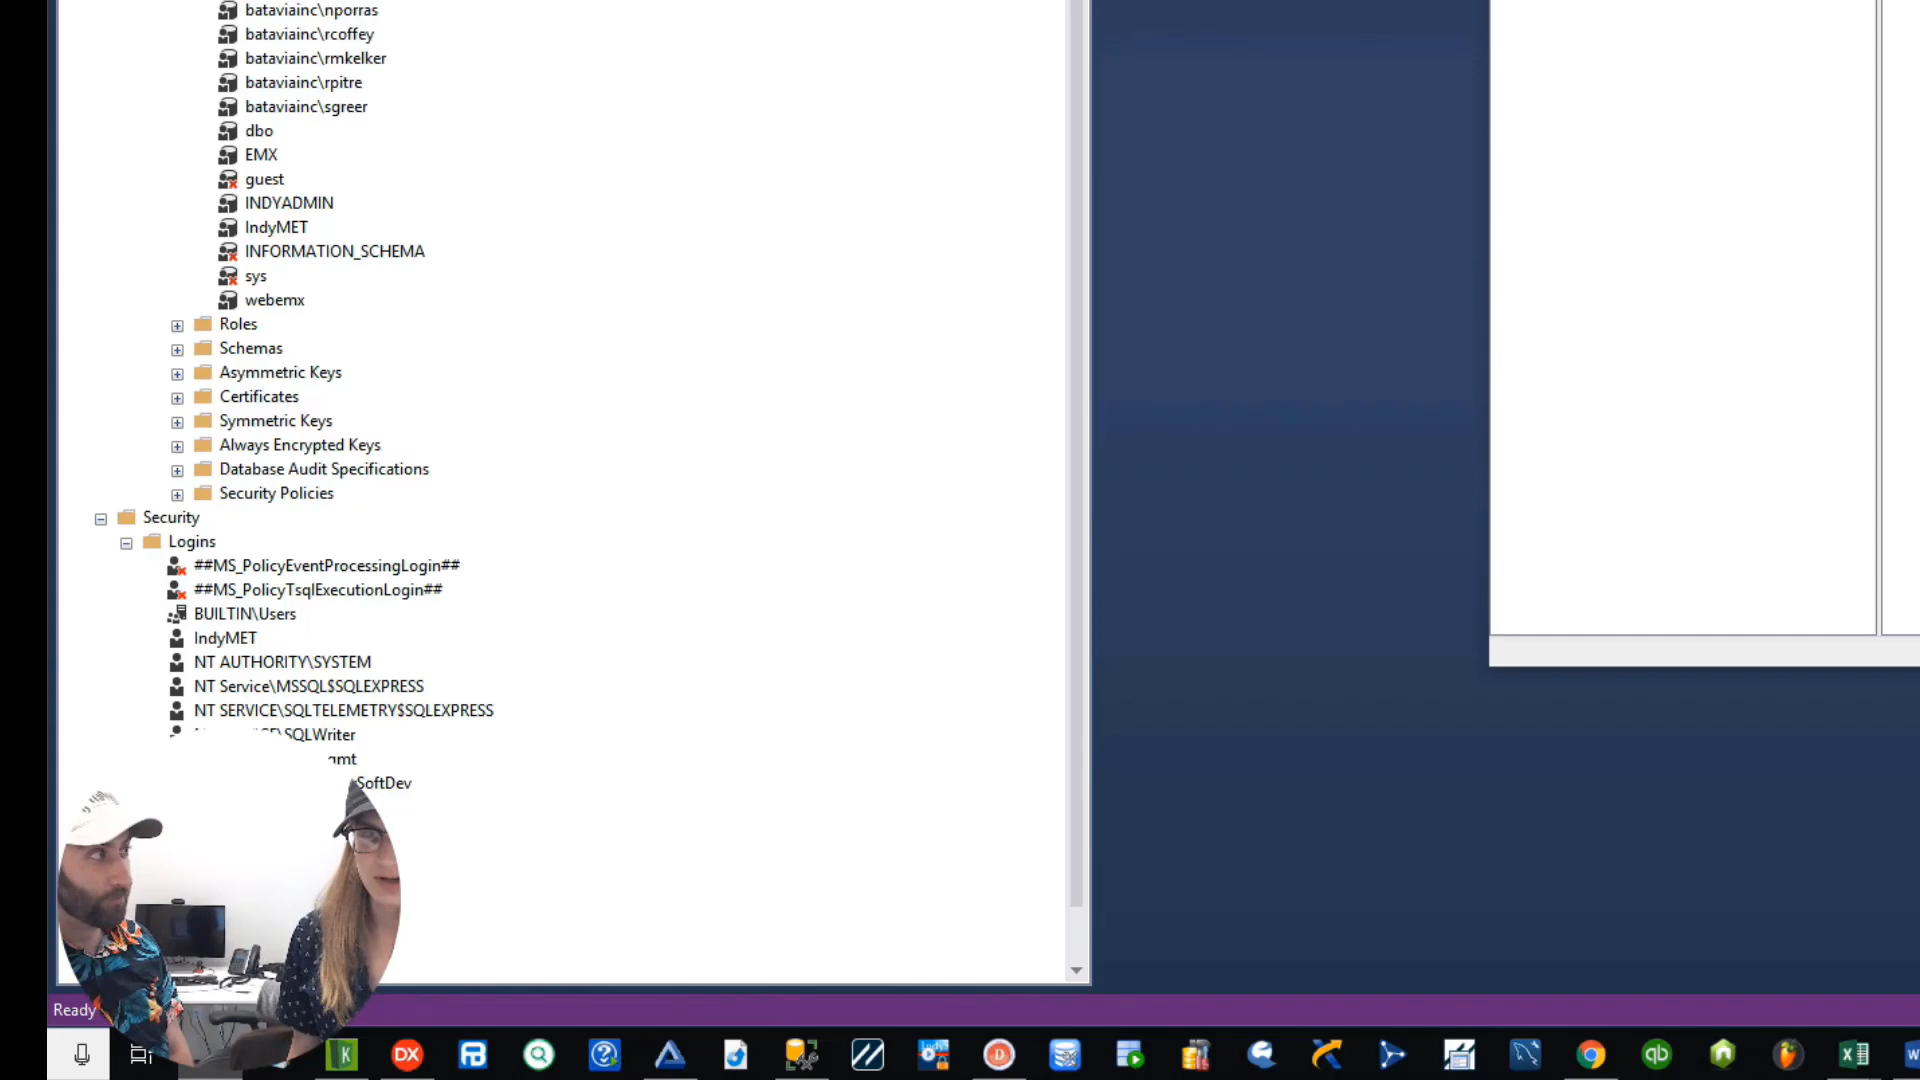 bataviainc\nporras
bataviainc\rcoffey
bataviainc\rmkelker
bataviainc\rpitre
bataviainc\sgreer
dbo
EMX
guest
INDYADMIN
IndyMET
INFORMATION_SCHEMA
sys
webemx
Roles
Schemas
Asymmetric Keys
Certificates
Symmetric Keys
Always Encrypted Keys
Database Audit Specifications
Security Policies
Security
Logins
##MS_PolicyEventProcessingLogin##
##MS_PolicyTsqlExecutionLogin##
BUILTIN\Users
IndyMET
NT AUTHORITY\SYSTEM
NT Service\MSSQL$SQLEXPRESS
NT SERVICE\SQLTELEMETRY$SQLEXPRESS
\SQLWriter
SoftDev
Ready
K DX D qb